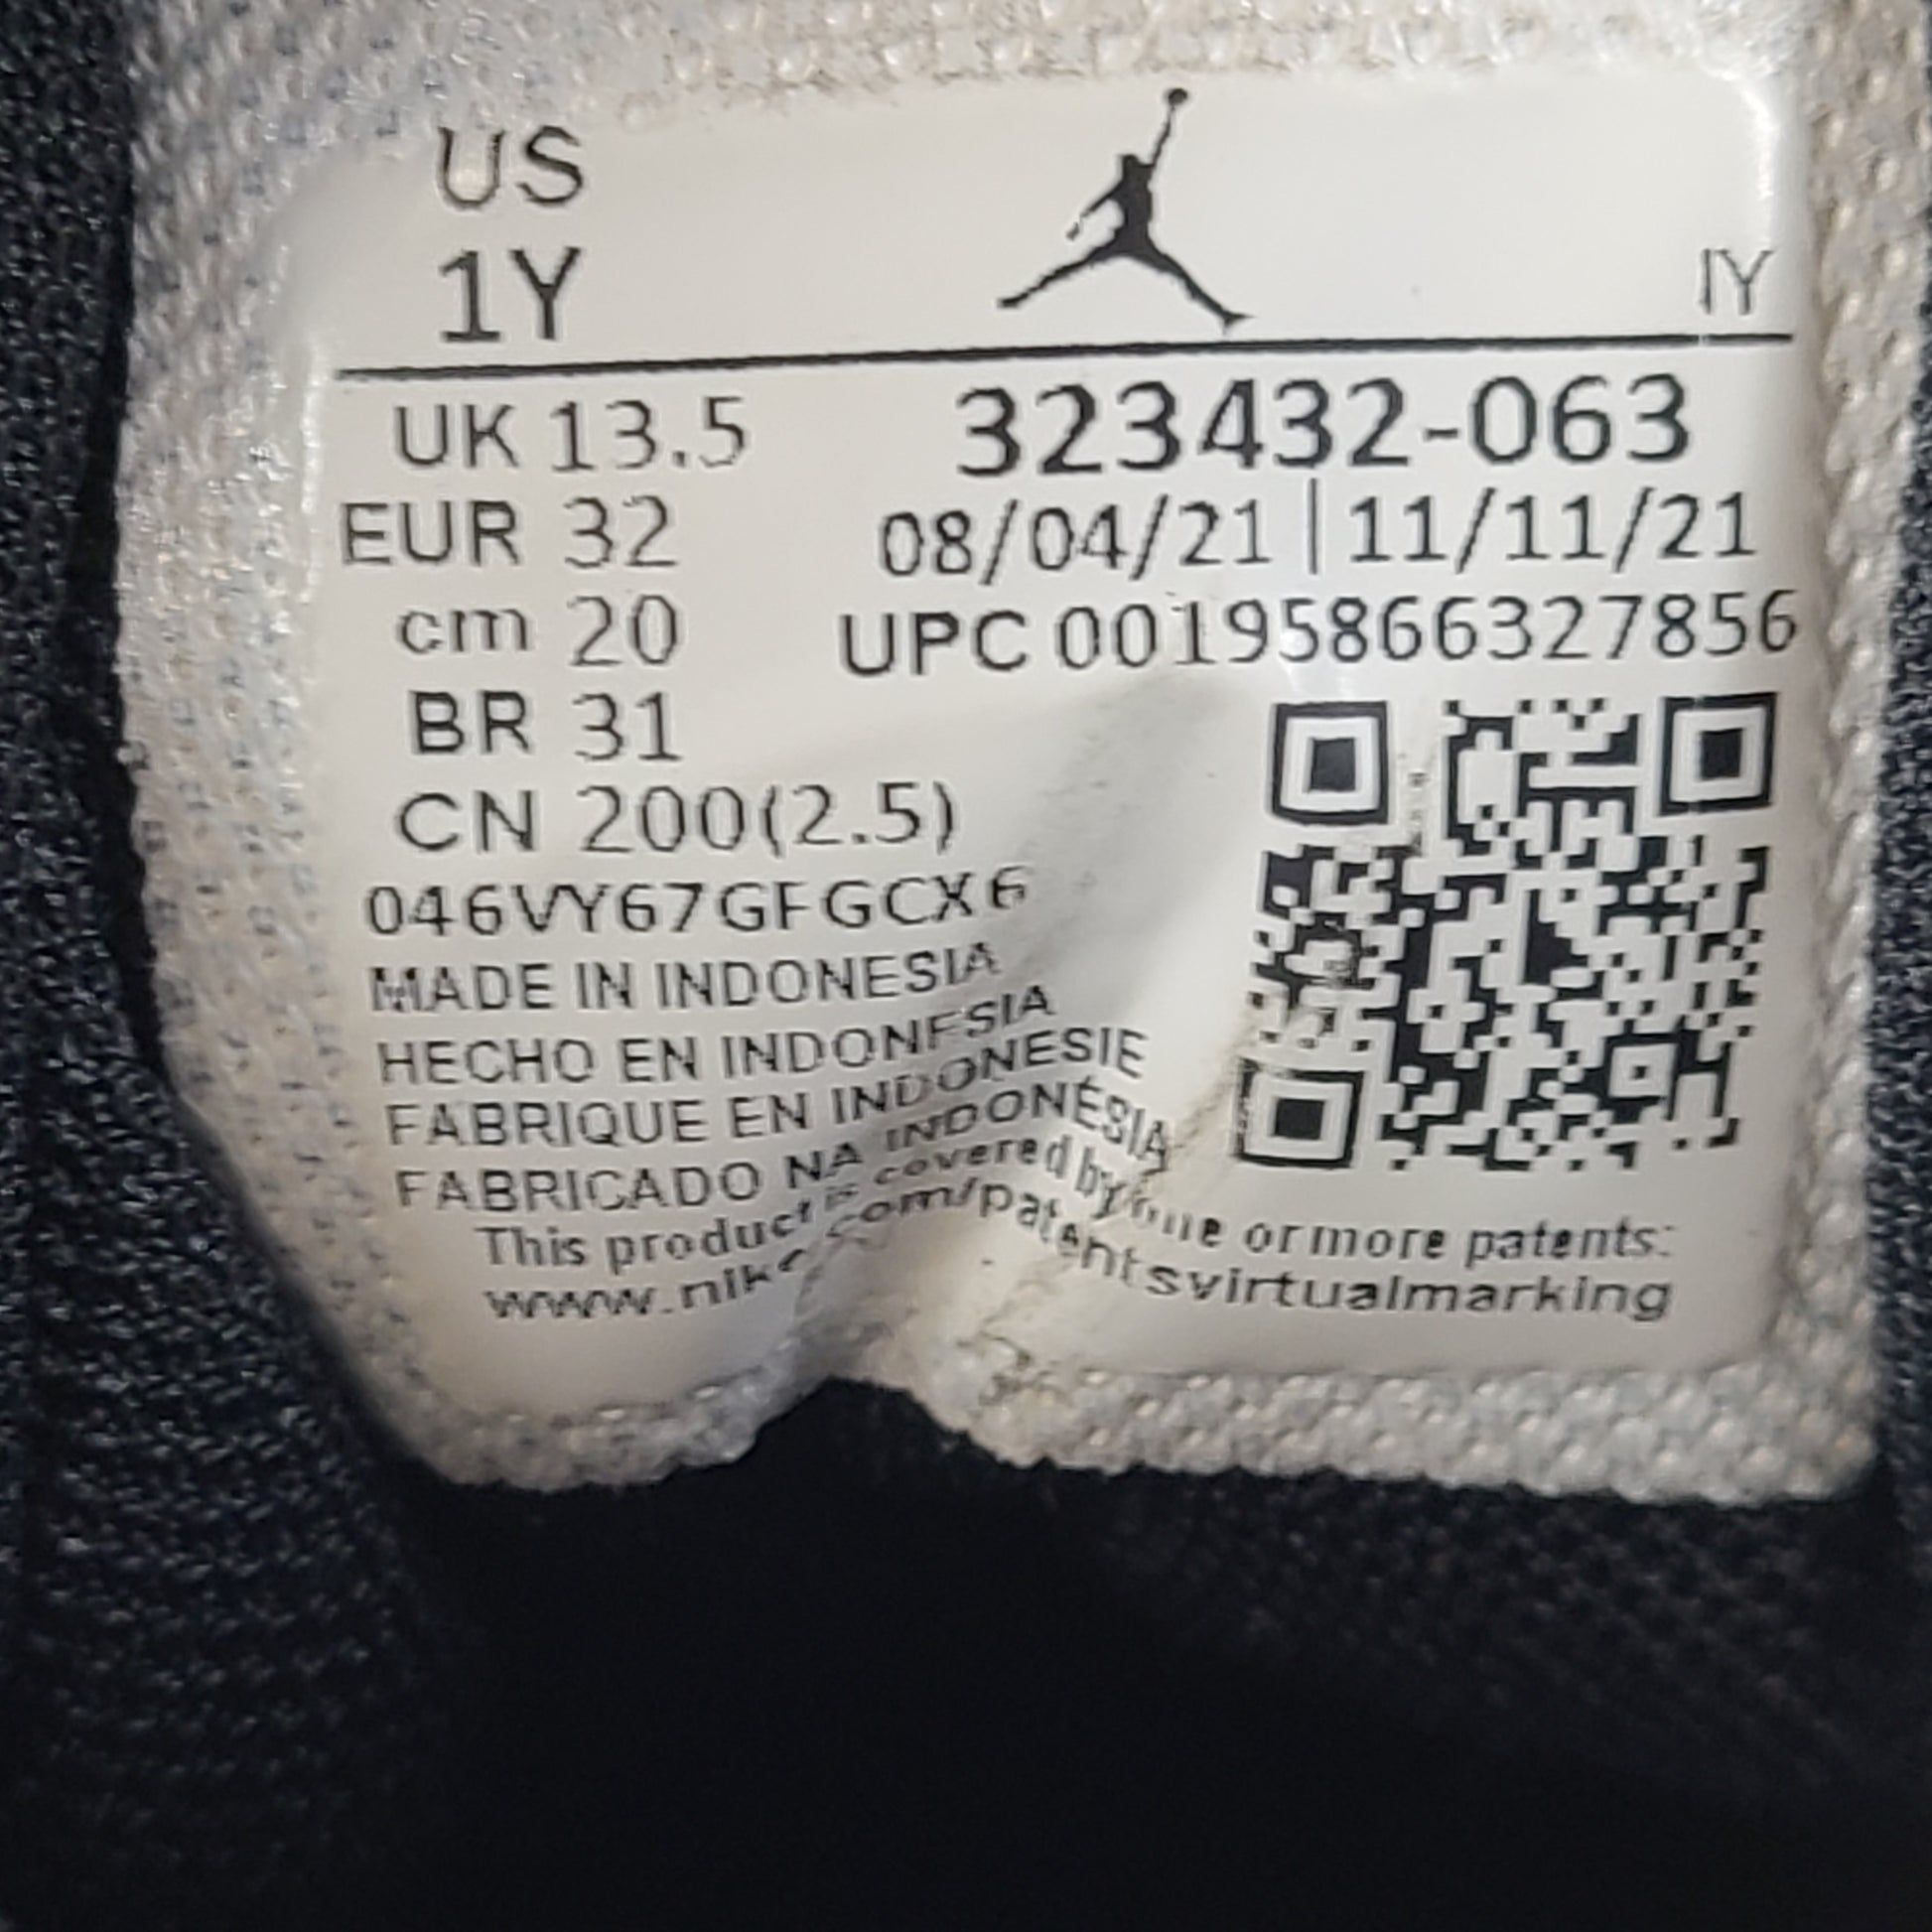 US
1Y
IY
UK 13.5
323432-063
EUR 32
08/04/21 | 11/11/21
cm 20
UPC 00195866327856
BR 31
CN 200(2.5)
046VY67GFGCX6
MADE IN INDONESIA
HECHO EN INDONESIA
FABRIQUE EN INDONESIE
FABRICADO NA INDONÉSIA
This product is covered by one or more patents:
www.nike.com/patentsvirtualmarking